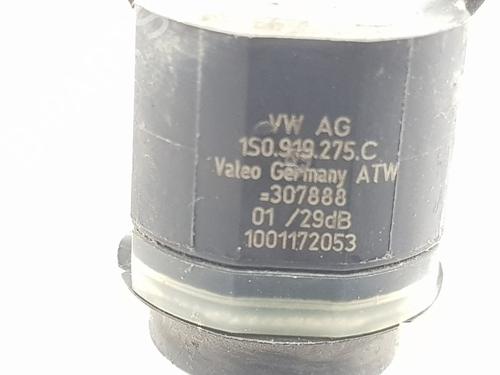 VW AG
1S0.919.275.C
Valeo Germany ATW
=307888
01 /29dB
1001172053